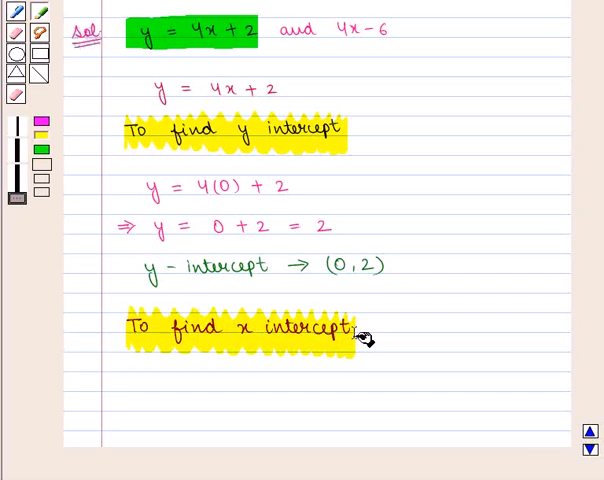 Sol y = 4x + 2 and 4x - 6
y = 4x + 2
To find y intercept
y = 4(0) + 2
⇒ y = 0 + 2 = 2
y - intercept → (0, 2)
To find x intercept